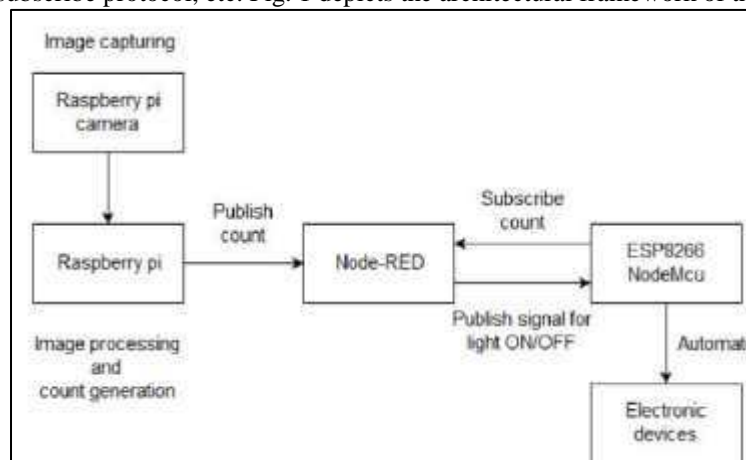 Image capturing
Raspberry pi
camera
Publish
count
Subscribe
count
Raspberry pi
Node-RED
ESP8266
NodeMcu
Publish signal for
light ON/OFF
Image processing
and
count generation
Automat
Electronic
devices